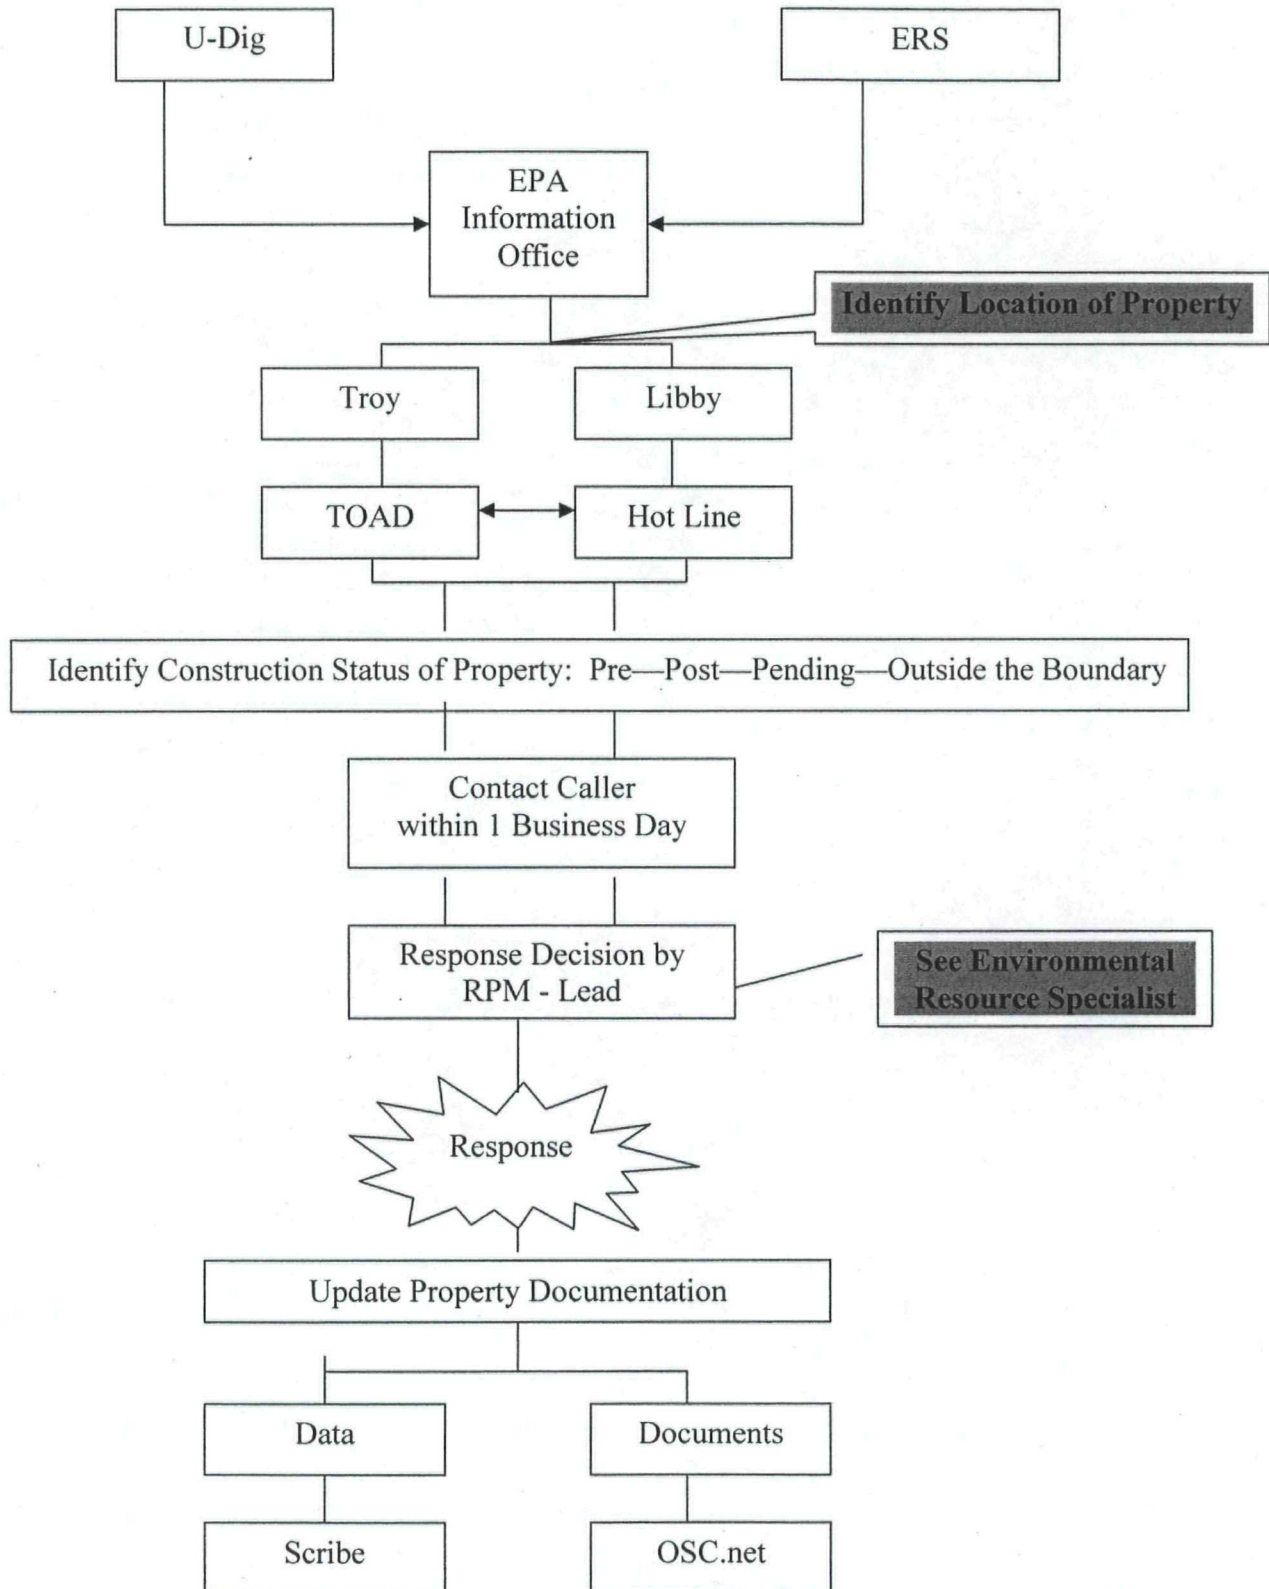 U-Dig
ERS
EPA
Information
Office
Identify Location of Property
Troy
Libby
TOAD
Hot Line
Identify Construction Status of Property: Pre—Post—Pending—Outside the Boundary
Contact Caller
within 1 Business Day
Response Decision by
RPM - Lead
See Environmental
Resource Specialist
Response
Update Property Documentation
Data
Documents
Scribe
OSC.net